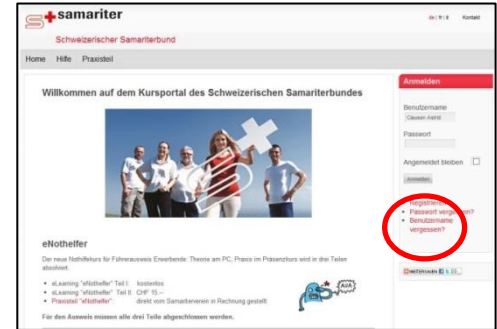 samariter
de | fr | it Kontakt
Schweizerischer Samariterbund
Home Hilfe Praxisteil
Willkommen auf dem Kursportal des Schweizerischen Samariterbundes
Anmelden
Benutzername
Clausen Astrid
Passwort
Angemeldet bleiben
Anmelden
Registrieren
Passwort vergessen?
Benutzername
vergessen?
eNothelfer
Der neue Nothilfekurs für Führerausweis Erwerbende: Theorie am PC, Praxis im Präsenzkurs wird in drei Teilen
absolviert.
eLearning "eNothelfer" Teil I: kostenlos
eLearning "eNothelfer" Teil II: CHF 15.--
Praxisteil "eNothelfer": direkt vom Samariterverein in Rechnung gestellt
AVA
Für den Ausweis müssen alle drei Teile abgeschlossen werden.